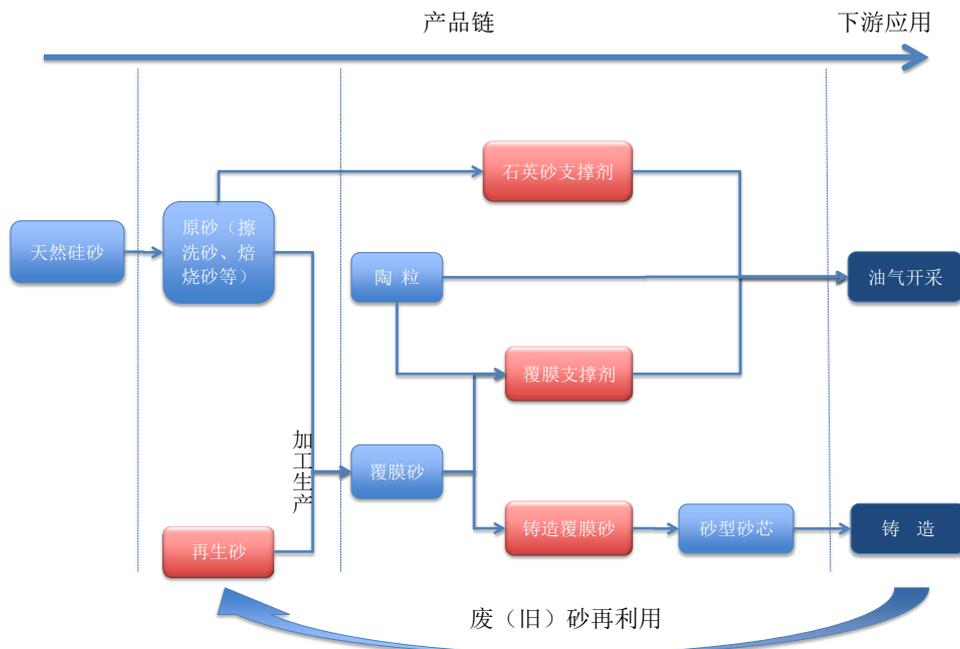 产品链
下游应用
石英砂支撑剂
天然硅砂
原砂（擦
洗砂、焙
烧砂等）
陶 粒
油气开采
覆膜支撑剂
加工生产
覆膜砂
再生砂
铸造覆膜砂
砂型砂芯
铸 造
废（旧）砂再利用